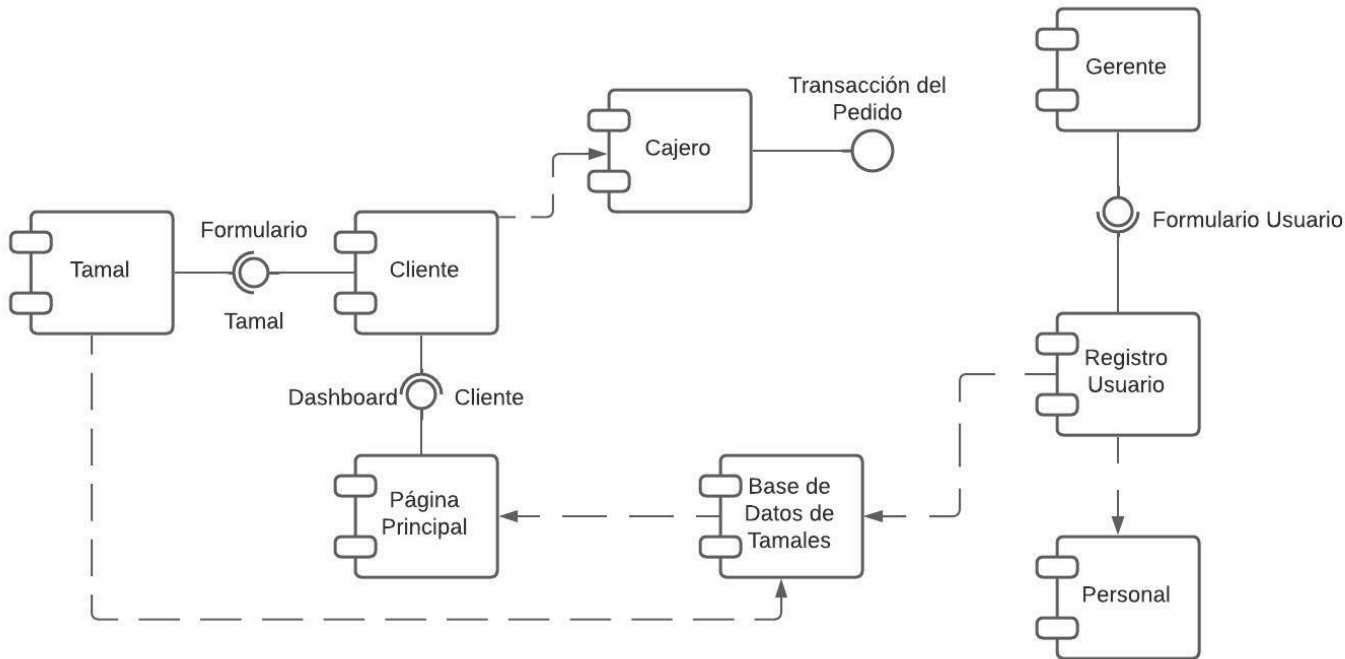 Gerente
Transacción del
Pedido
Cajero
Formulario Usuario
Formulario
Tamal
Cliente
Tamal
Registro
Usuario
Dashboard
Cliente
Página
Principal
Base de
Datos de
Tamales
Personal